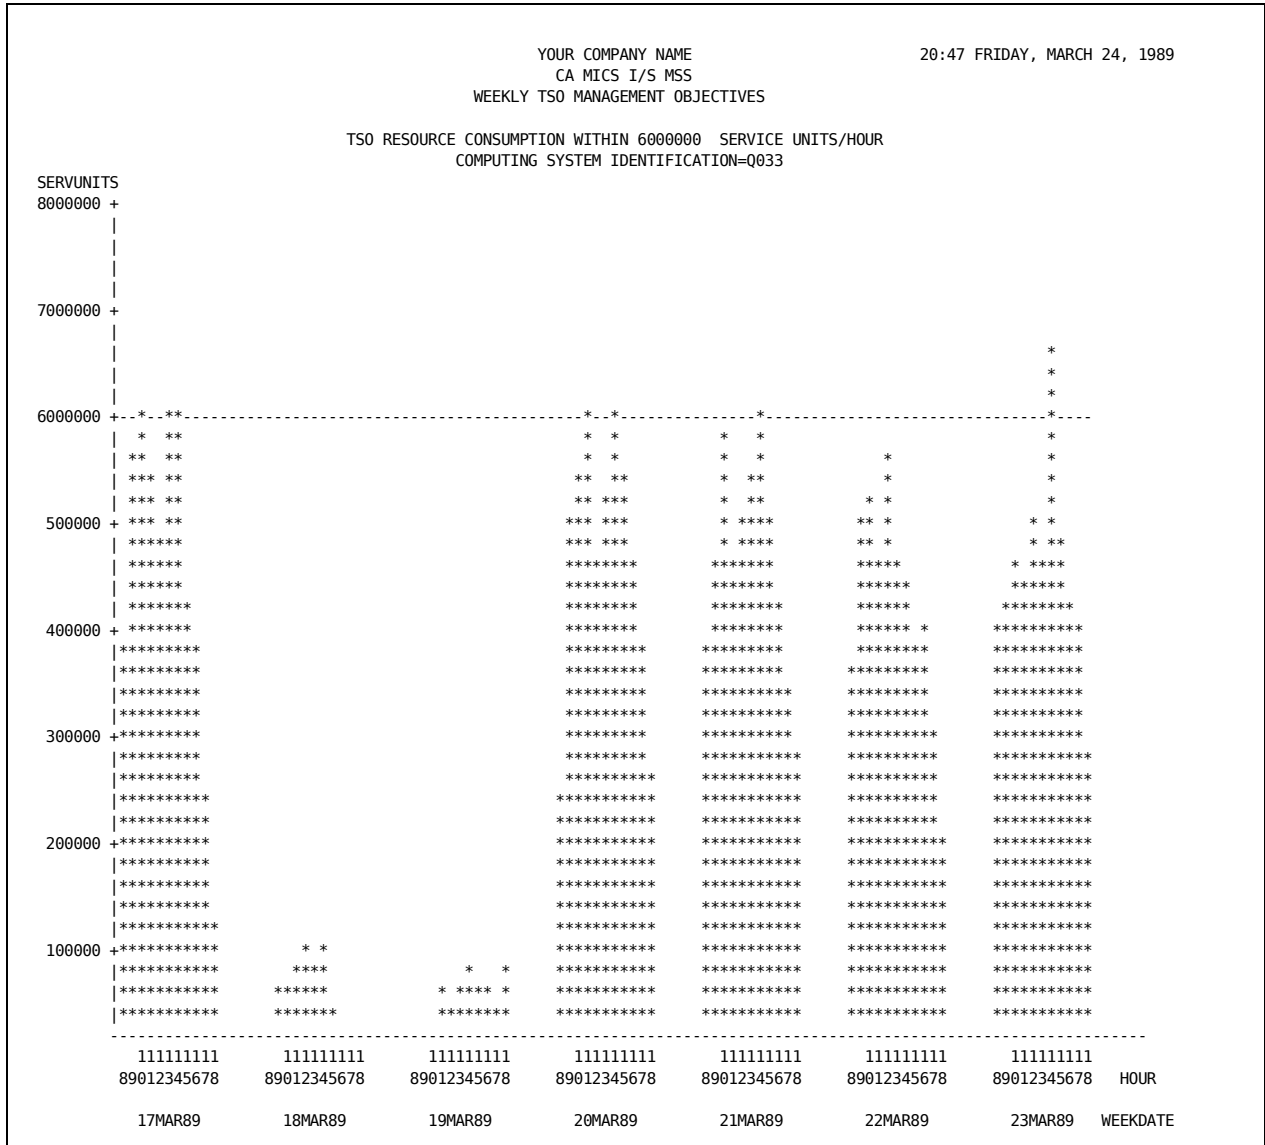 YOUR COMPANY NAME 20:47 FRIDAY, MARCH 24, 1989
CA MICS I/S MSS
WEEKLY TSO MANAGEMENT OBJECTIVES
TSO RESOURCE CONSUMPTION WITHIN 6000000 SERVICE UNITS/HOUR
COMPUTING SYSTEM IDENTIFICATION=Q033
SERVUNITS
8000000
7000000
6000000
500000
400000
300000
200000
100000
111111111 111111111 111111111 111111111 111111111 111111111 111111111
89012345678 89012345678 89012345678 89012345678 89012345678 89012345678 89012345678 HOUR
17MAR89 18MAR89 19MAR89 20MAR89 21MAR89 22MAR89 23MAR89 WEEKDATE